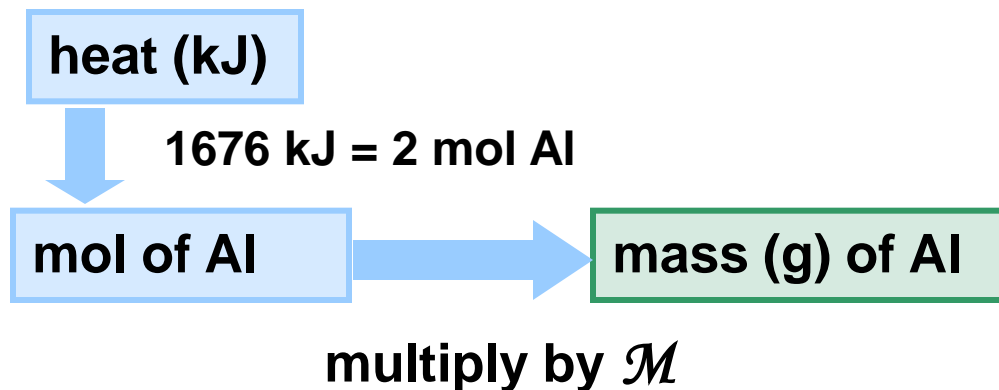 heat (kJ)
1676 kJ = 2 mol Al
mol of Al
mass (g) of Al
multiply by ℳ